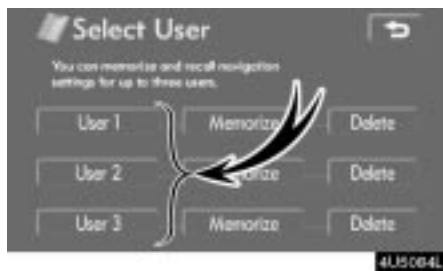 Select User
You can memorize and recall navigation
settings for up to three users.
User 1 Memorize Delete
User 2 Memorize Delete
User 3 Memorize Delete
4U5084L